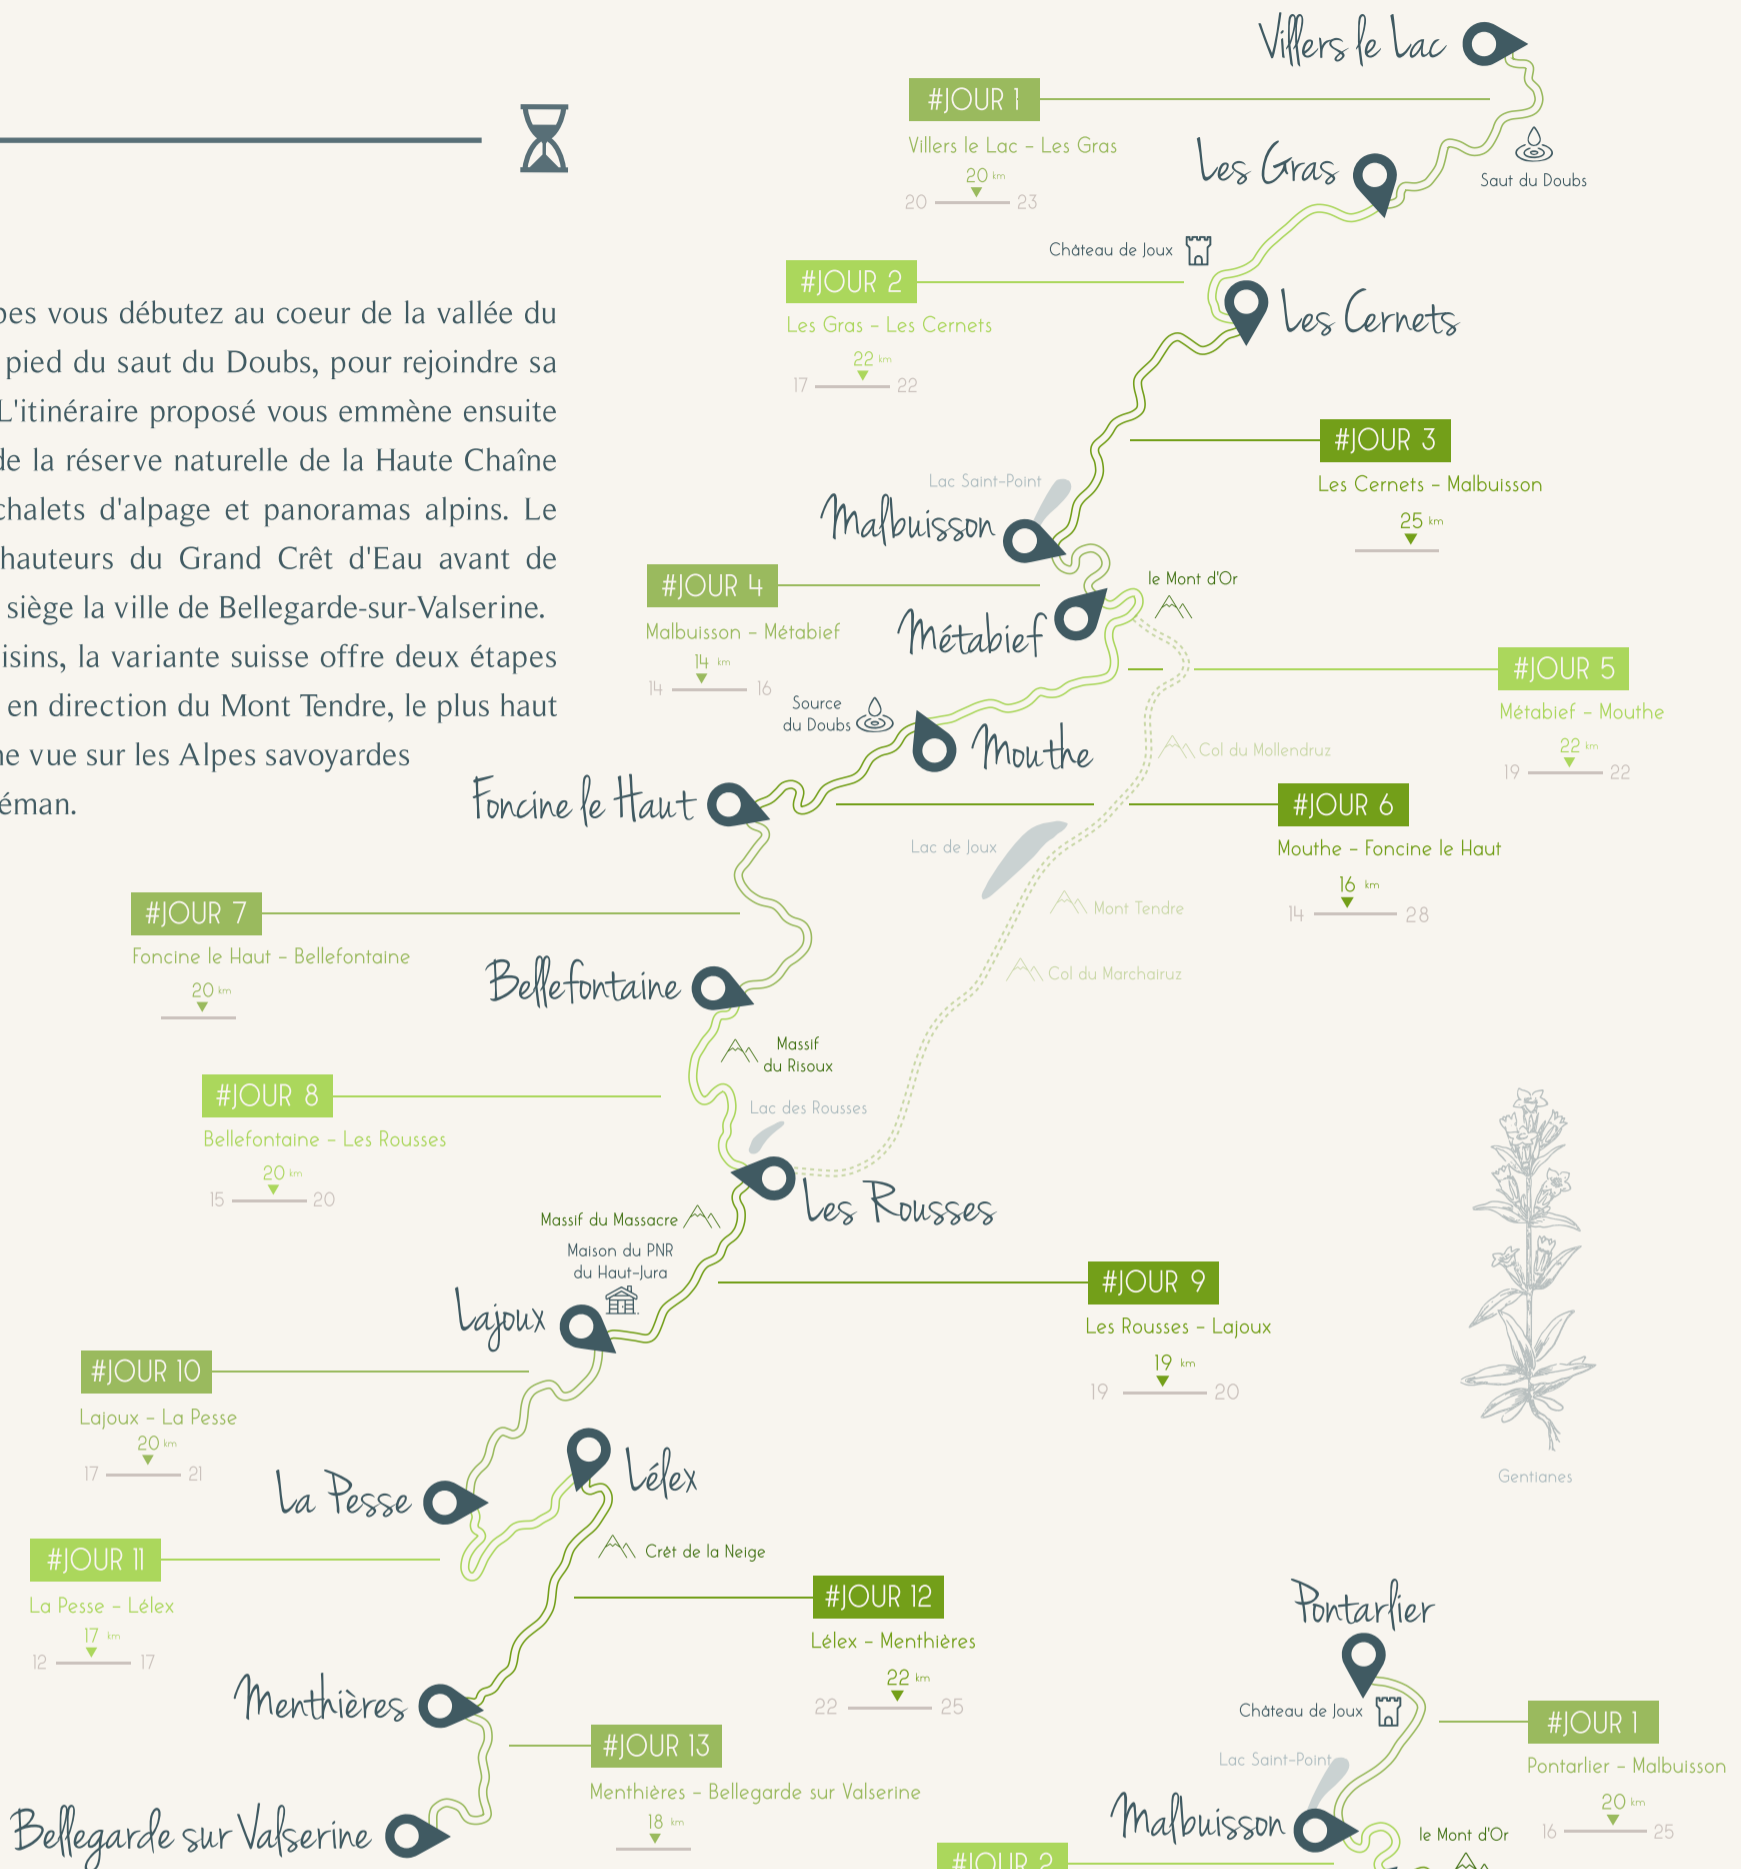 Villers le Lac
#JOUR 1
Villers le Lac - Les Gras
20 km
20 23
Les Gras
Saut du Doubs
Château de Joux
#JOUR 2
Les Gras - Les Cernets
22 km
17 22
Les Cernets
pes vous débutez au coeur de la vallée du
pied du saut du Doubs, pour rejoindre sa
L'itinéraire proposé vous emmène ensuite
de la réserve naturelle de la Haute Chaîne
chalets d'alpage et panoramas alpins. Le
hauteurs du Grand Crêt d'Eau avant de
siège la ville de Bellegarde-sur-Valserine.
isins, la variante suisse offre deux étapes
en direction du Mont Tendre, le plus haut
ne vue sur les Alpes savoyardes
éman.
#JOUR 3
Les Cernets - Malbuisson
25 km
Lac Saint-Point
Malbuisson
#JOUR 4
Malbuisson - Métabief
14 km
14 16
le Mont d'Or
Métabief
#JOUR 5
Métabief - Mouthe
22 km
19 22
Source
du Doubs
Mouthe
Col du Mollendruz
Foncine le Haut
#JOUR 6
Mouthe - Foncine le Haut
16 km
14 28
Lac de Joux
Mont Tendre
Col du Marchairuz
#JOUR 7
Foncine le Haut - Bellefontaine
20 km
Bellefontaine
Massif
du Risoux
#JOUR 8
Bellefontaine - Les Rousses
20 km
15 20
Lac des Rousses
Les Rousses
Massif du Massacre
Maison du PNR
du Haut-Jura
#JOUR 9
Les Rousses - Lajoux
19 km
19 20
Lajoux
#JOUR 10
Lajoux - La Pesse
20 km
17 21
Gentianes
La Pesse
Lélex
#JOUR 11
La Pesse - Lélex
17 km
12 17
Crêt de la Neige
#JOUR 12
Lélex - Menthières
22 km
22 25
Menthières
#JOUR 13
Menthières - Bellegarde sur Valserine
18 km
Bellegarde sur Valserine
Pontarlier
Château de Joux
#JOUR 1
Pontarlier - Malbuisson
20 km
16 25
Lac Saint-Point
Malbuisson
le Mont d'Or
#JOUR 2